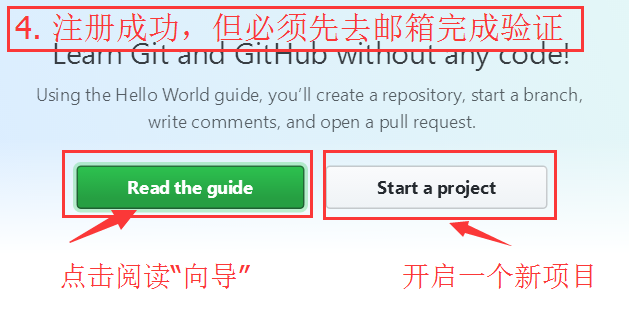 4. 注册成功，但必须先去邮箱完成验证
Learn Git and GitHub without any code!
Using the Hello World guide, you’ll create a repository, start a branch,
write comments, and open a pull request.
Read the guide
Start a project
点击阅读“向导”
开启一个新项目